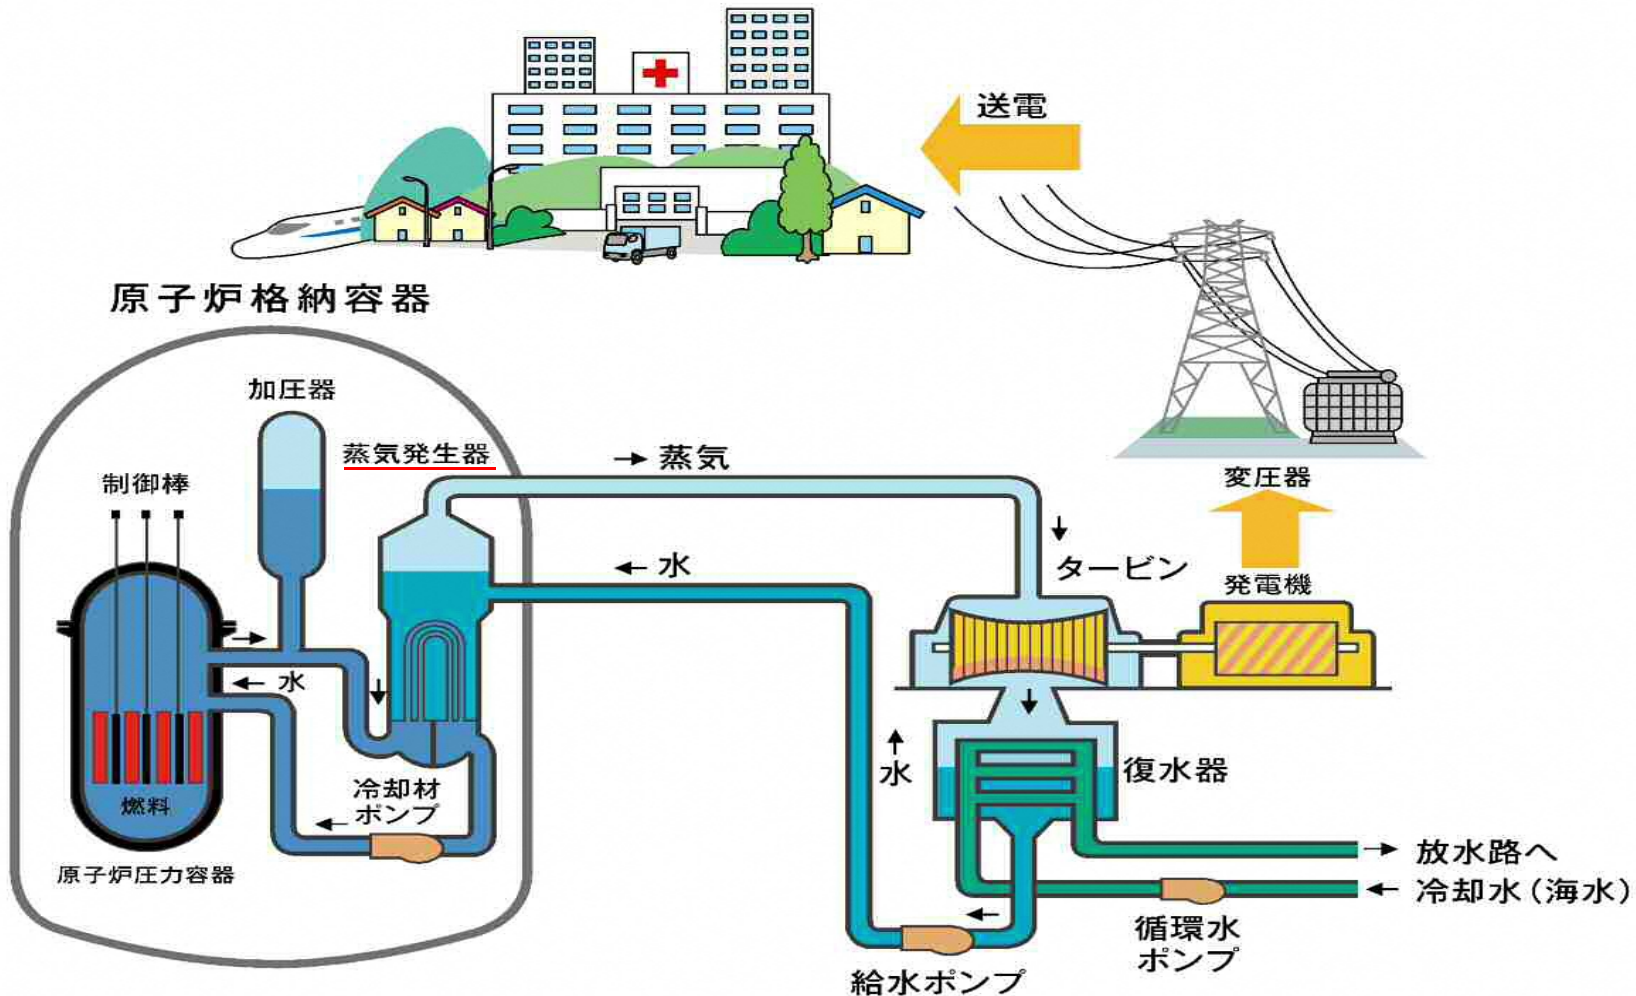 送電
原子炉格納容器
加圧器
蒸気発生器
→ 蒸気
制御棒
変圧器
← 水
タービン
発電機
← 水
水
復水器
冷却材
ポンプ
燃料
放水路へ
原子炉圧力容器
冷却水(海水)
循環水
ポンプ
給水ポンプ